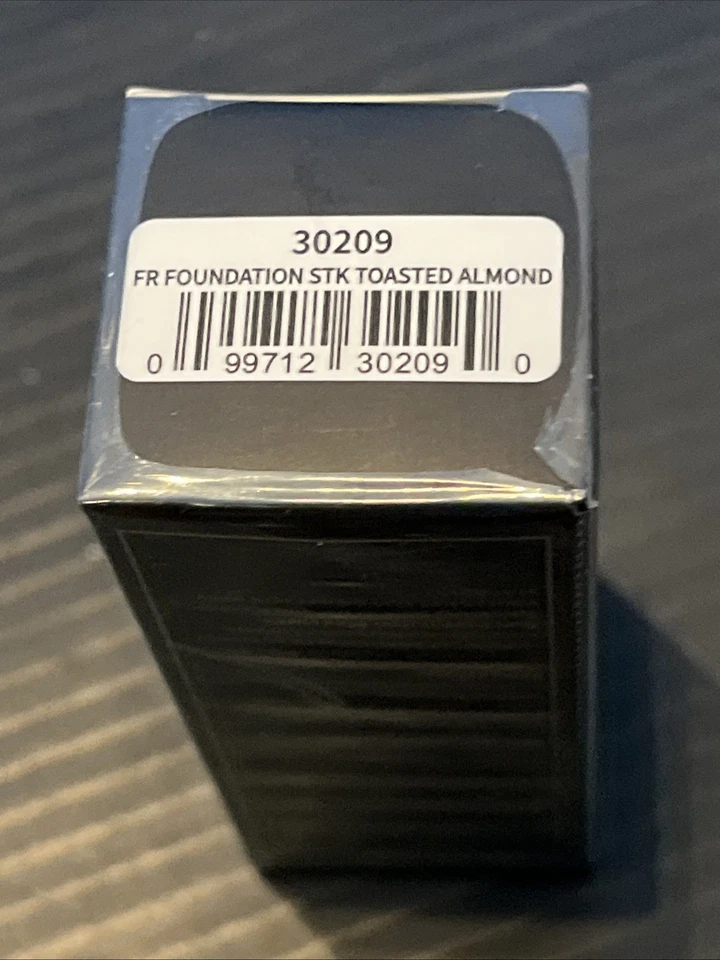 30209
FR FOUNDATION STK TOASTED ALMOND
0 99712 30209 0